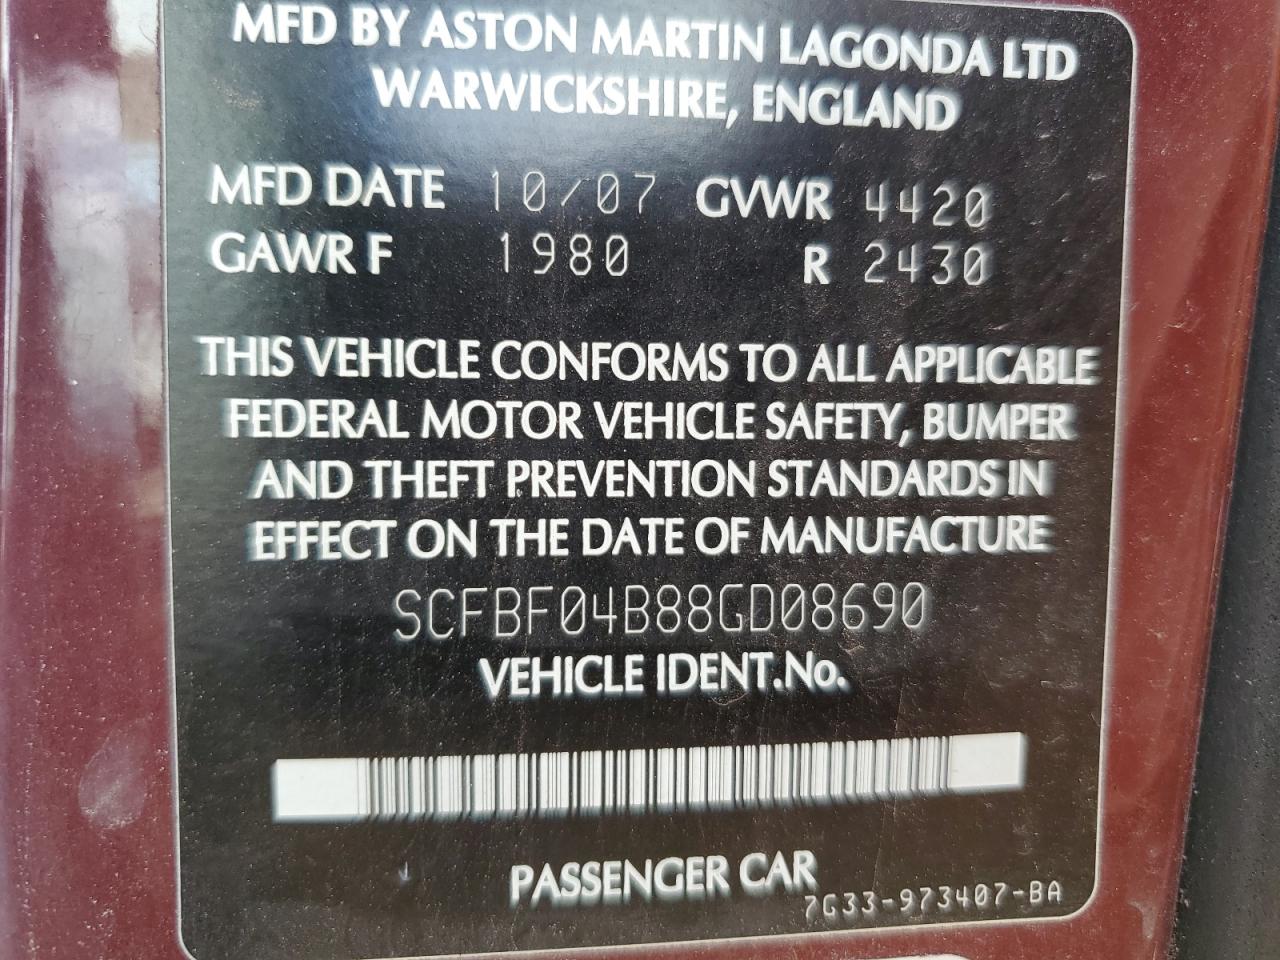 MFD BY ASTON MARTIN LAGONDA LTD
WARWICKSHIRE, ENGLAND
MFD DATE 10/07 GVWR 4420
GAWR F 1980 R 2430
THIS VEHICLE CONFORMS TO ALL APPLICABLE
FEDERAL MOTOR VEHICLE SAFETY, BUMPER
AND THEFT PREVENTION STANDARDS IN
EFFECT ON THE DATE OF MANUFACTURE
SCFBF04B88GD08690
VEHICLE IDENT.No.
PASSENGER CAR
7G33-973407-BA